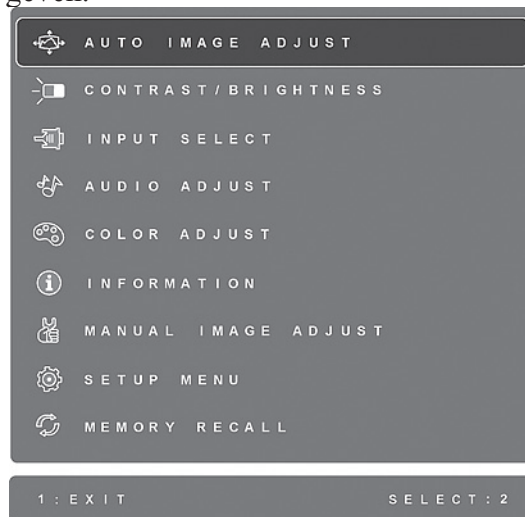 geven.
AUTO IMAGE ADJUST
CONTRAST/BRIGHTNESS
INPUT SELECT
AUDIO ADJUST
COLOR ADJUST
INFORMATION
MANUAL IMAGE ADJUST
SETUP MENU
MEMORY RECALL
1:EXIT SELECT:2